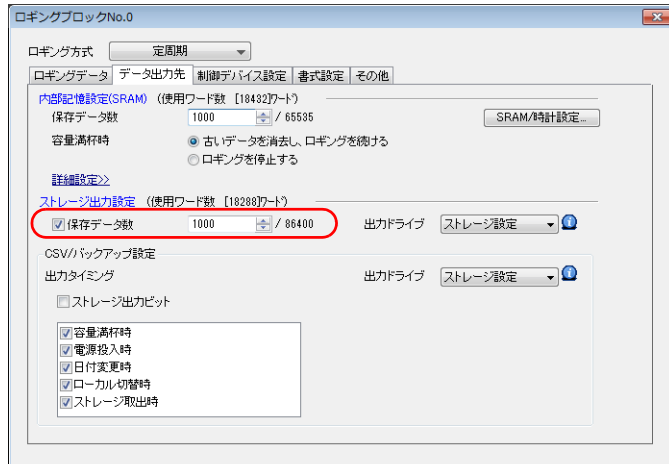 ロギングブロックNo.0
ロギング方式 定周期
ロギングデータ データ出力先 制御デバイス設定 書式設定 その他
内部記憶設定(SRAM) (使用ワード数 [18432]ワード)
保存データ数 1000 / 65535 SRAM/時計設定...
容量満杯時 古いデータを消去し、ロギングを続ける
ロギングを停止する
詳細設定>>
ストレージ出力設定 (使用ワード数 [18288]ワード)
保存データ数 1000 / 86400 出力ドライブ ストレージ設定
CSV/バックアップ設定
出力タイミング 出力ドライブ ストレージ設定
ストレージ出力ビット
容量満杯時
電源投入時
日付変更時
ローカル切替時
ストレージ取出時